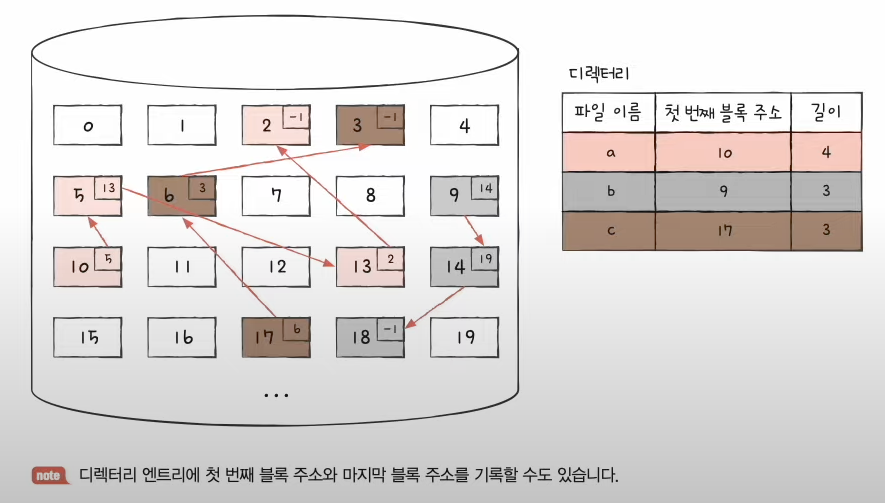 디렉터리
파일 이름 첫 번째 블록 주소 길이
a 10 4
b 9 3
c 17 3
0 1 2 -1 3 -1 4
5 13 6 3 7 8 9 14
10 5 11 12 13 2 14 19
15 16 17 6 18 -1 19
...
note 디렉터리 엔트리에 첫 번째 블록 주소와 마지막 블록 주소를 기록할 수도 있습니다.